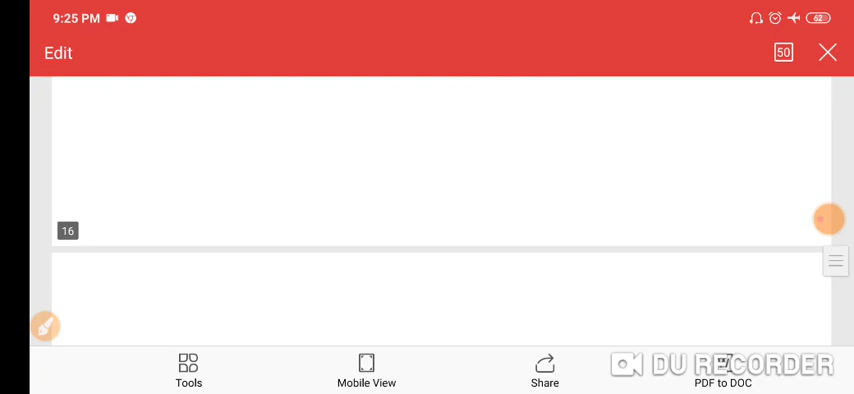 9:25 PM
62
Edit
50
16
Tools
Mobile View
Share
PDF to DOC
DU RECORDER